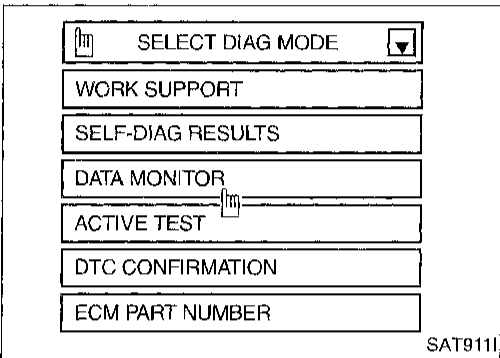 SELECT DIAG MODE
WORK SUPPORT
SELF-DIAG RESULTS
DATA MONITOR
ACTIVE TEST
DTC CONFIRMATION
ECM PART NUMBER
SAT911I